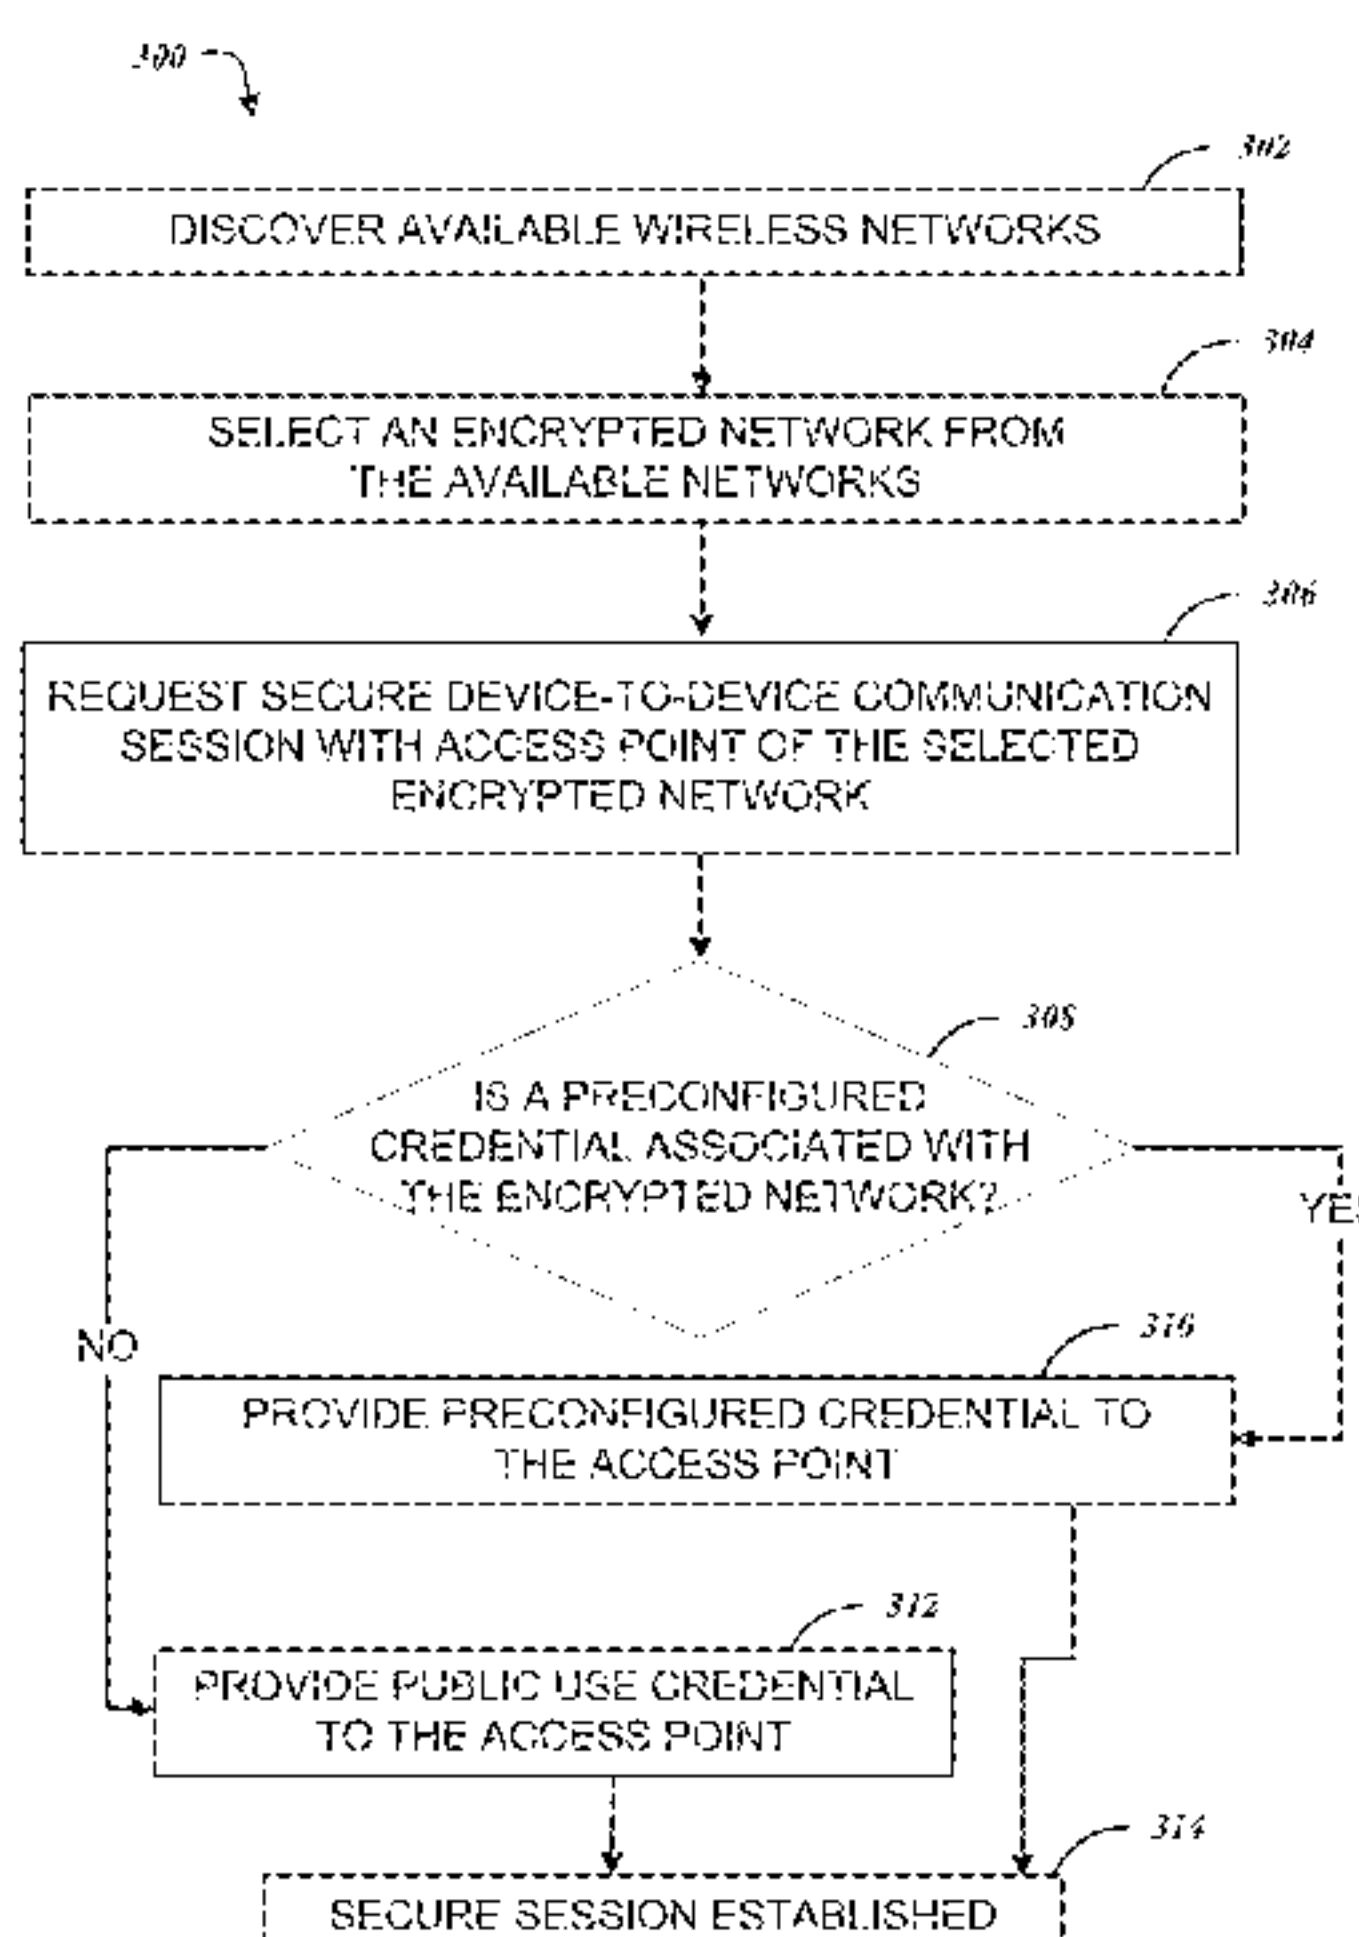 300
302
DISCOVER AVAILABLE WIRELESS NETWORKS
304
SELECT AN ENCRYPTED NETWORK FROM
THE AVAILABLE NETWORKS
306
REQUEST SECURE DEVICE-TO-DEVICE COMMUNICATION
SESSION WITH ACCESS POINT OF THE SELECTED
ENCRYPTED NETWORK
308
IS A PRECONFIGURED
CREDENTIAL ASSOCIATED WITH
THE ENCRYPTED NETWORK?
YES
NO
310
PROVIDE PRECONFIGURED CREDENTIAL TO
THE ACCESS POINT
312
PROVIDE PUBLIC USE CREDENTIAL
TO THE ACCESS POINT
314
SECURE SESSION ESTABLISHED